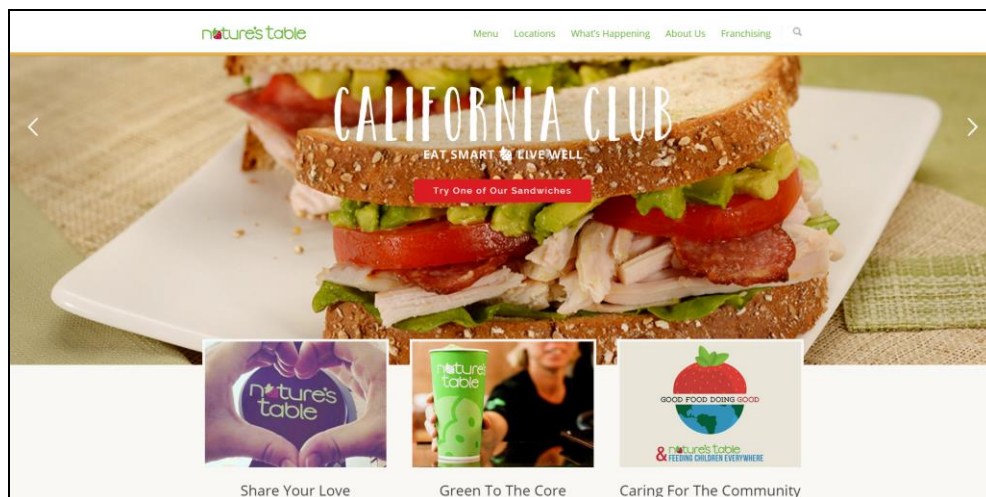 nature's table
Menu Locations What's Happening About Us Franchising
CALIFORNIA CLUB
EAT SMART LIVE WELL
Try One of Our Sandwiches
nature's
table
nature's
table
GOOD FOOD DOING GOOD
& nature's table
FEEDING CHILDREN EVERYWHERE
Share Your Love
Green To The Core
Caring For The Community